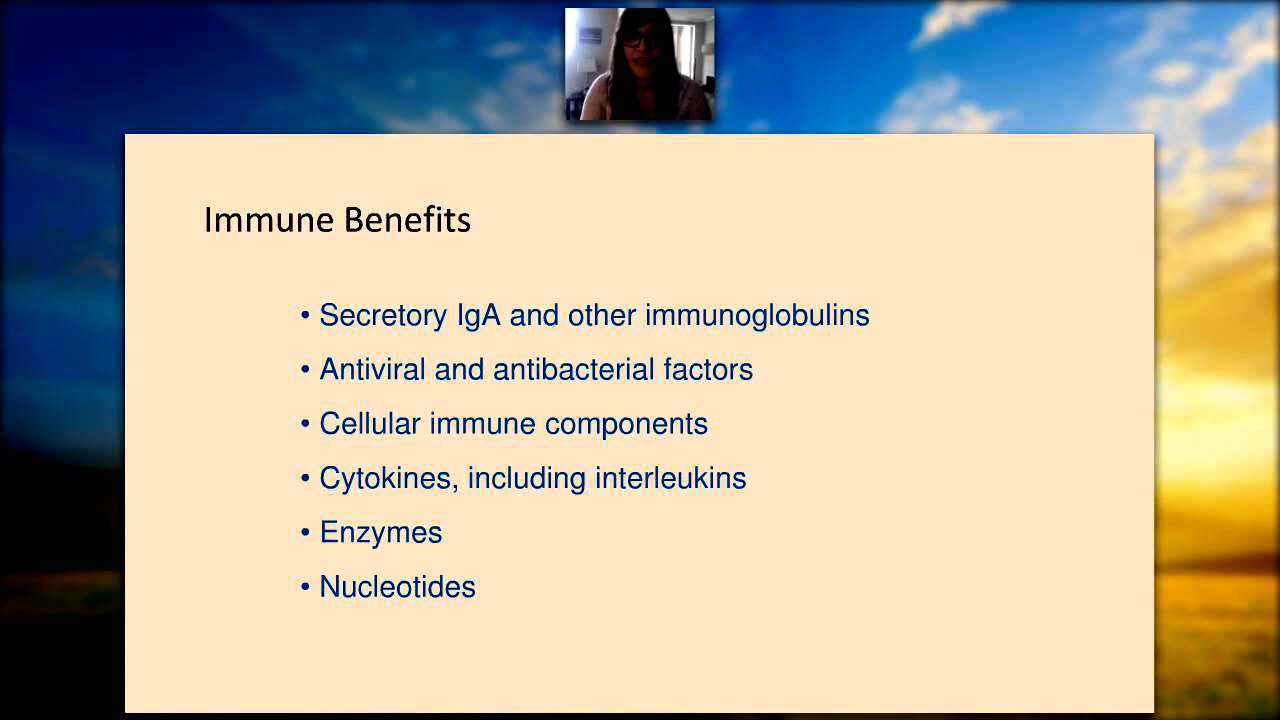 Immune Benefits
• Secretory IgA and other immunoglobulins
• Antiviral and antibacterial factors
• Cellular immune components
• Cytokines, including interleukins
• Enzymes
• Nucleotides